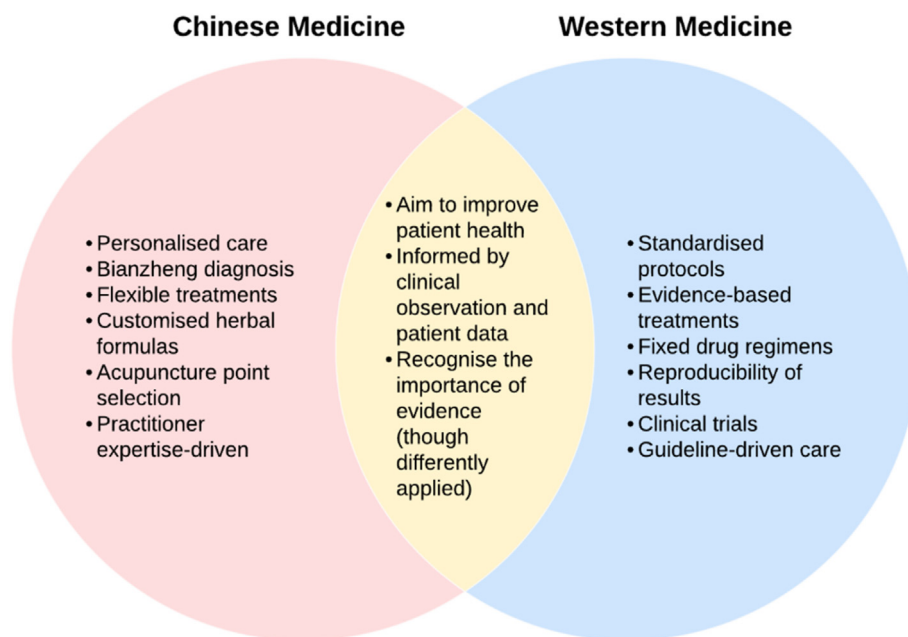 Chinese Medicine
Western Medicine
• Personalised care
• Bianzheng diagnosis
• Flexible treatments
• Customised herbal
formulas
• Acupuncture point
selection
• Practitioner
expertise-driven
• Aim to improve
patient health
• Informed by
clinical
observation and
patient data
• Recognise the
importance of
evidence
(though
differently
applied)
• Standardised
protocols
• Evidence-based
treatments
• Fixed drug regimens
• Reproducibility of
results
• Clinical trials
• Guideline-driven care